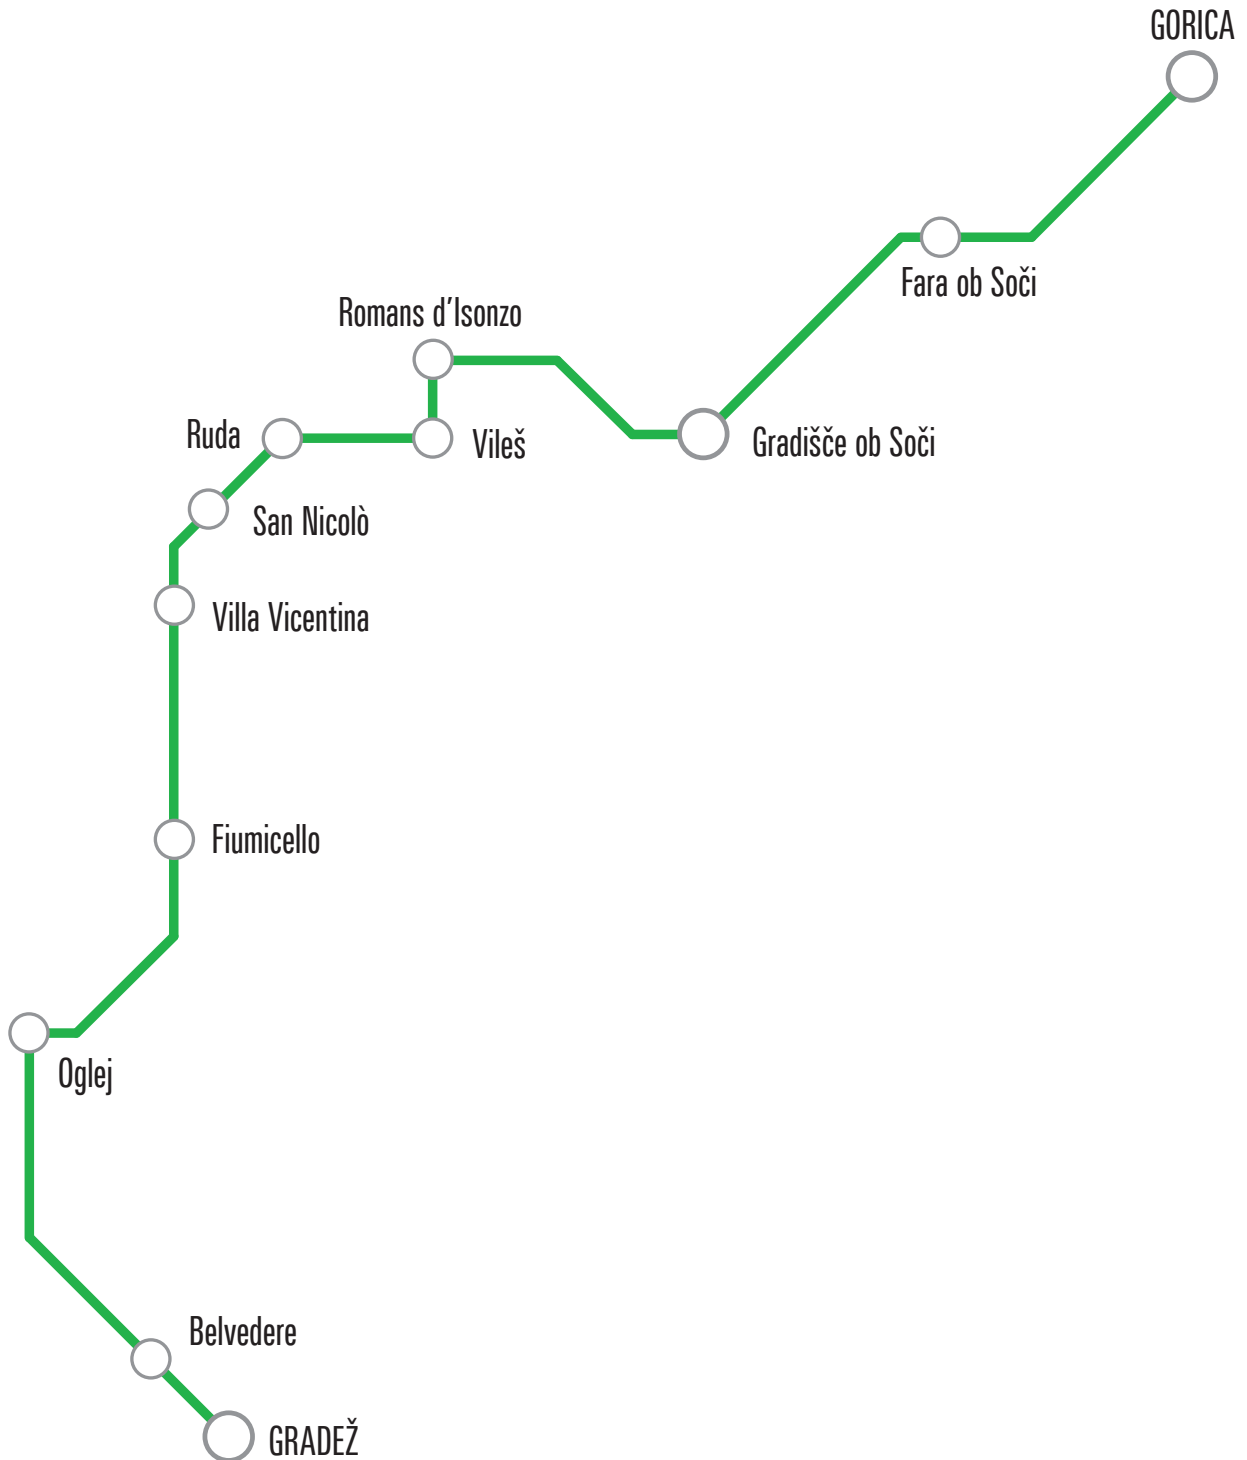 GORICA
Fara ob Soči
Romans d'Isonzo
Ruda
Vileš
Gradišče ob Soči
San Nicolò
Villa Vicentina
Fiumicello
Oglej
Belvedere
GRADEŽ